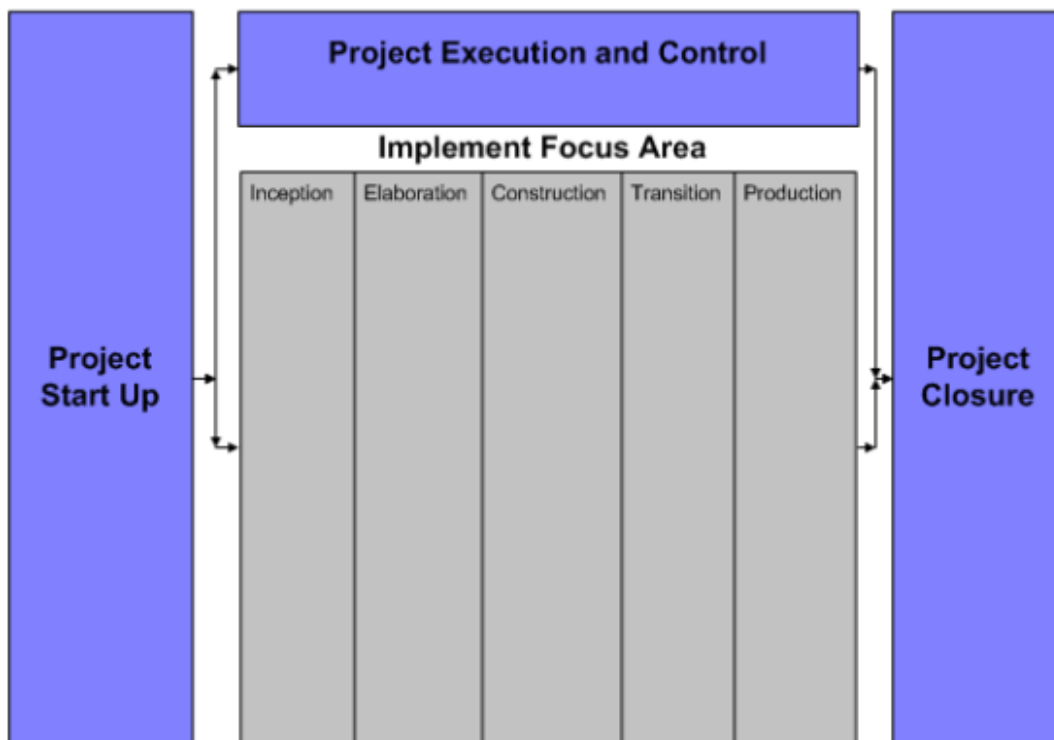 Project Execution and Control
Implement Focus Area
Inception
Elaboration
Construction
Transition
Production
Project
Start Up
Project
Closure